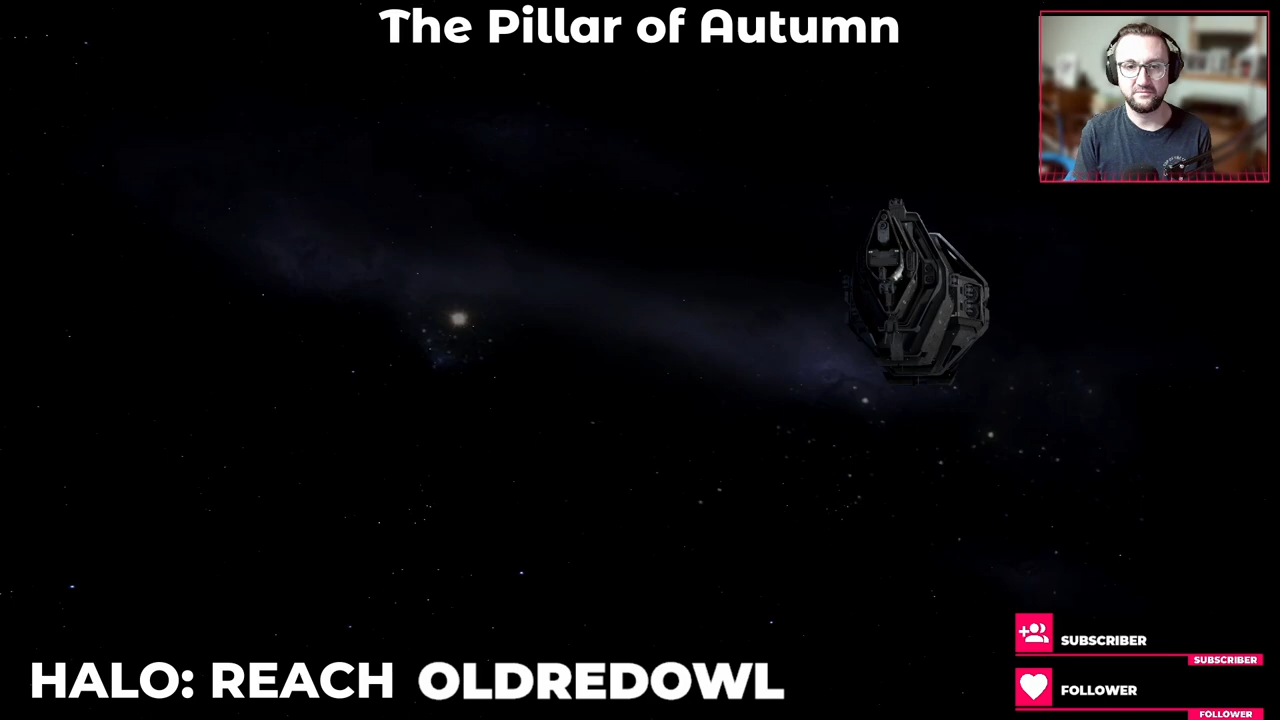 The Pillar of Autumn
HALO: REACH OLDREDOWL
SUBSCRIBER
SUBSCRIBER
FOLLOWER
FOLLOWER